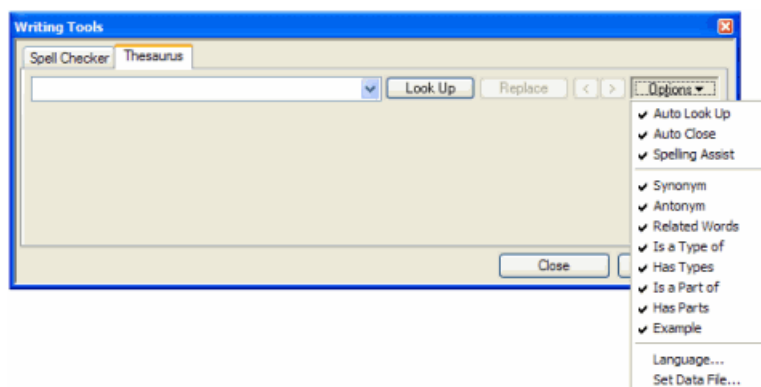 Writing Tools
Spell Checker Thesaurus
Look Up Replace < > Options
Auto Look Up
Auto Close
Spelling Assist
Synonym
Antonym
Related Words
Is a Type of
Has Types
Is a Part of
Has Parts
Example
Close
Language...
Set Data File...